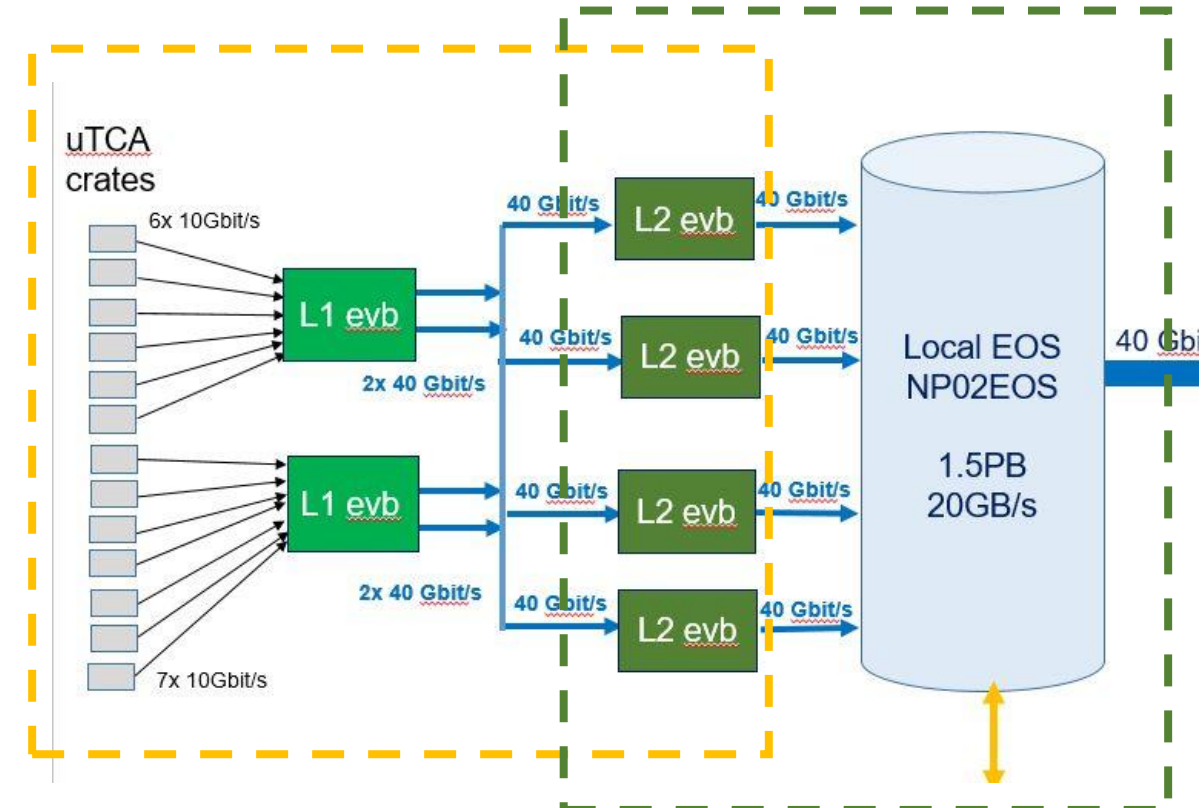 uTCA
crates
6x 10Gbit/s
L1 evb
2x 40 Gbit/s
L1 evb
2x 40 Gbit/s
7x 10Gbit/s
40 Gbit/s
L2 evb
40 Gbit/s
40 Gbit/s
L2 evb
40 Gbit/s
40 Gbit/s
L2 evb
40 Gbit/s
40 Gbit/s
L2 evb
40 Gbit/s
Local EOS
NP02EOS
1.5PB
20GB/s
40 Gbi